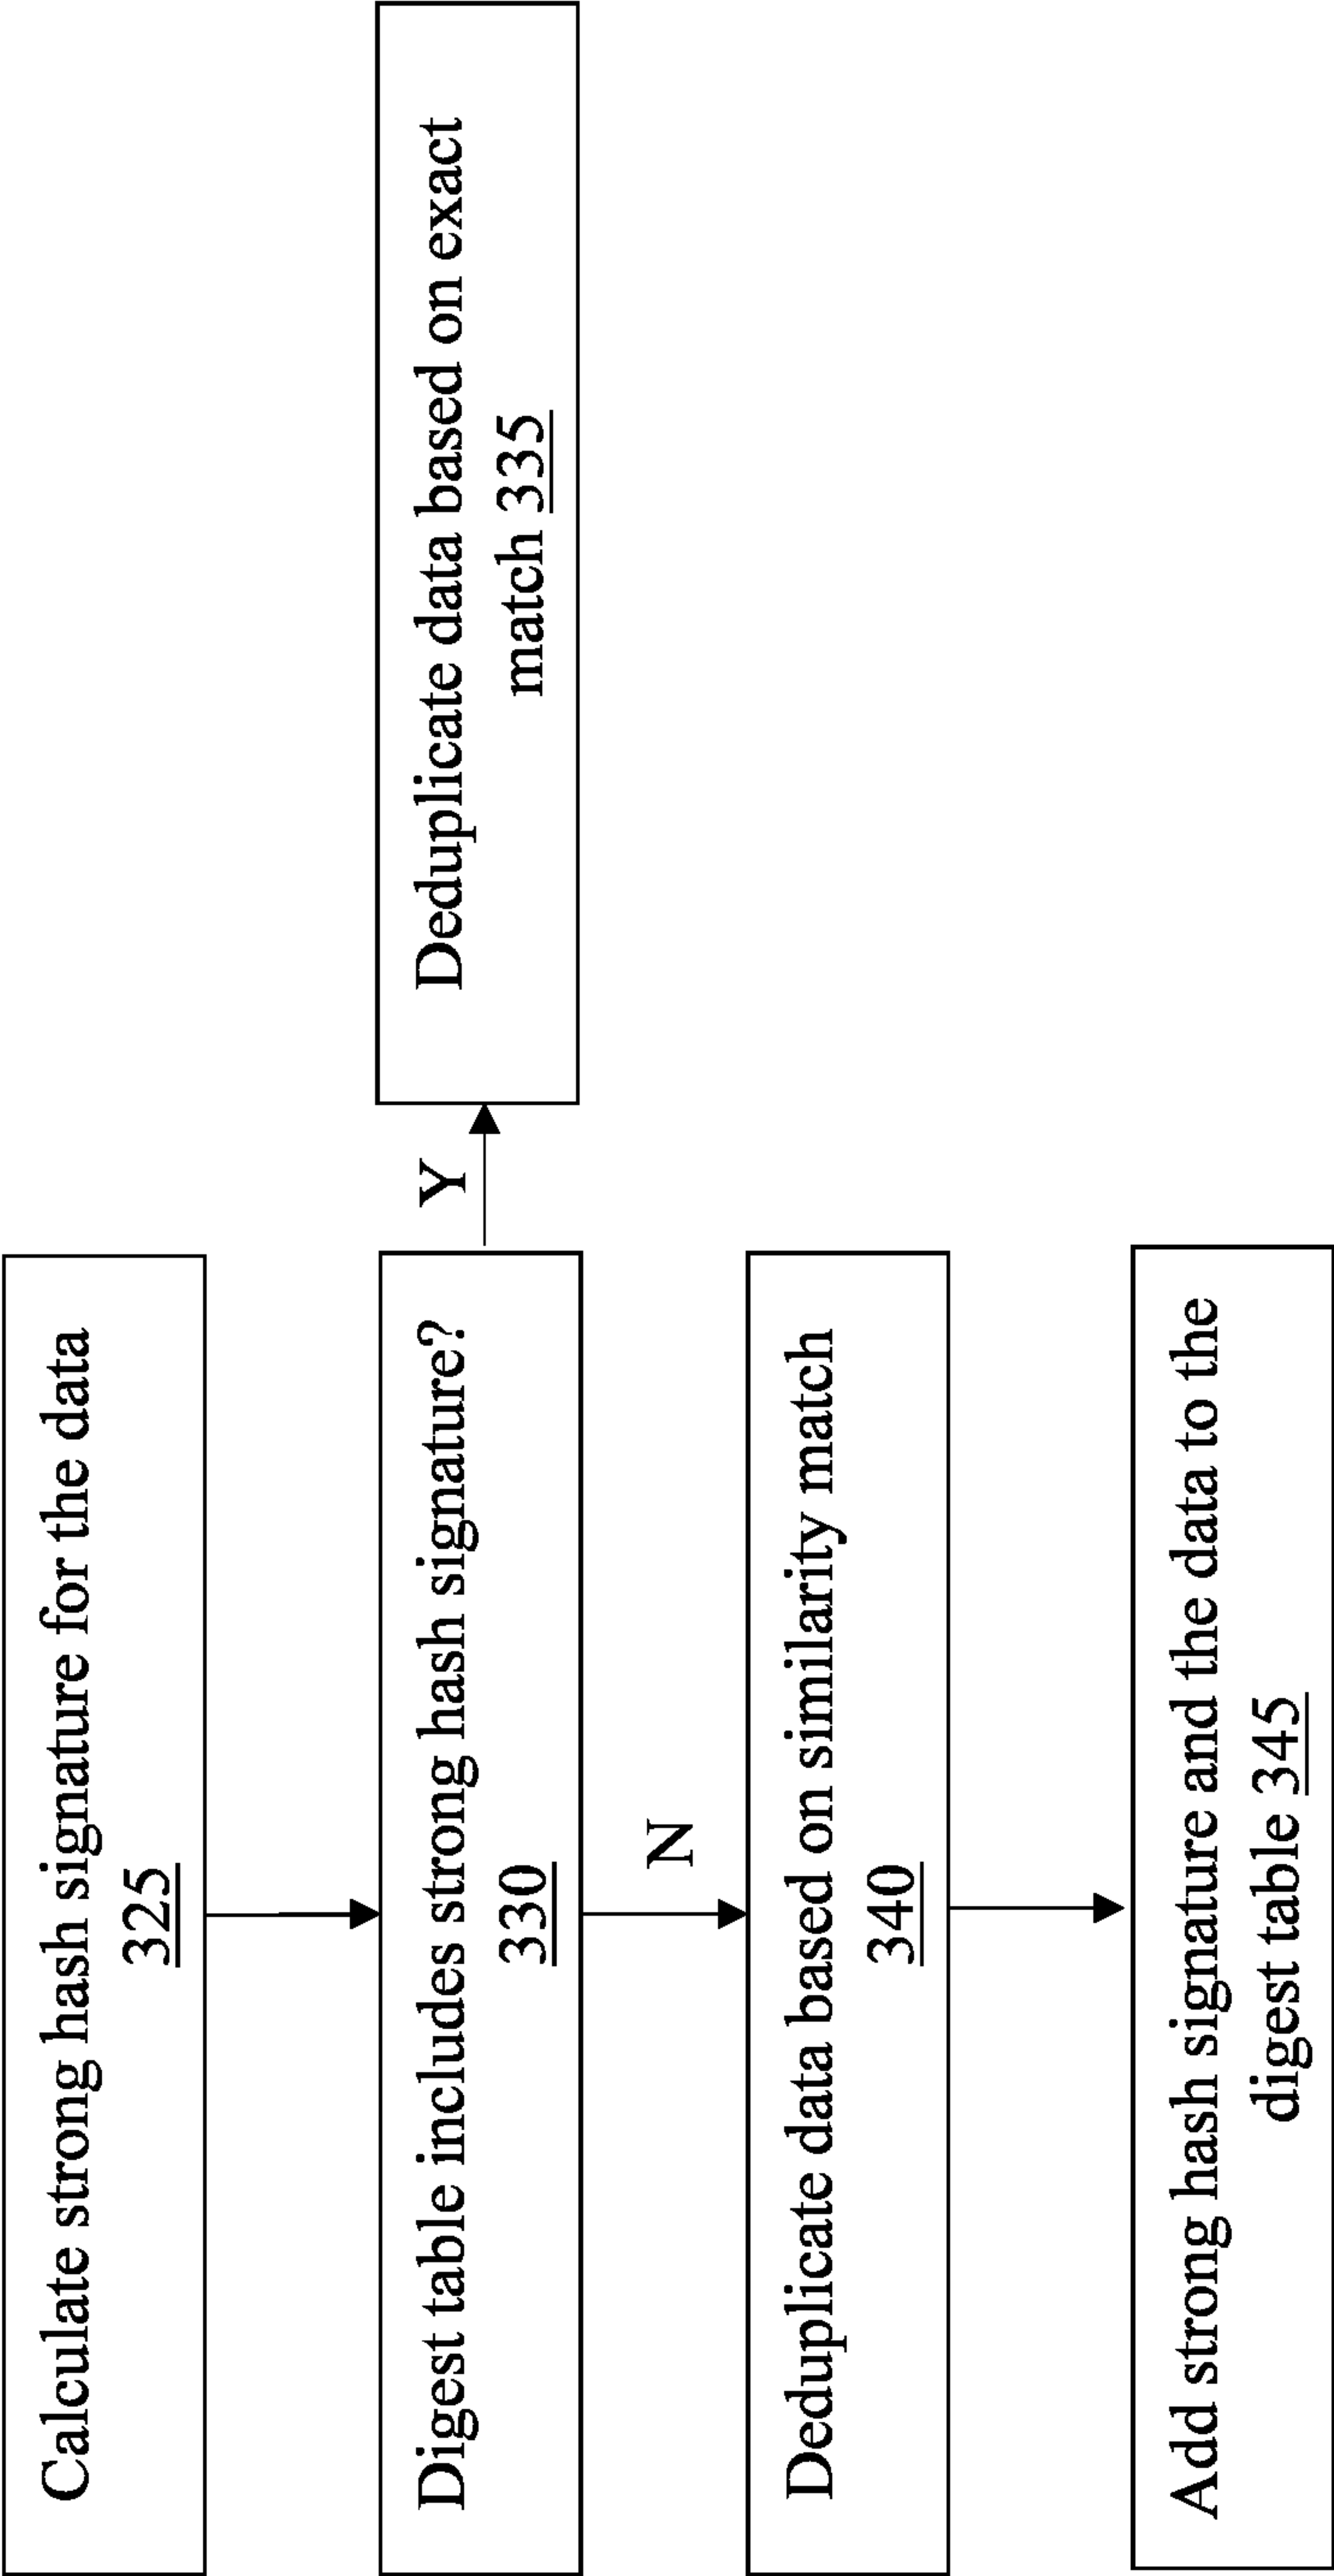 Calculate strong hash signature for the data
325
Digest table includes strong hash signature?
330
Y
Deduplicate data based on exact
match 335
N
Deduplicate data based on similarity match
340
Add strong hash signature and the data to the
digest table 345